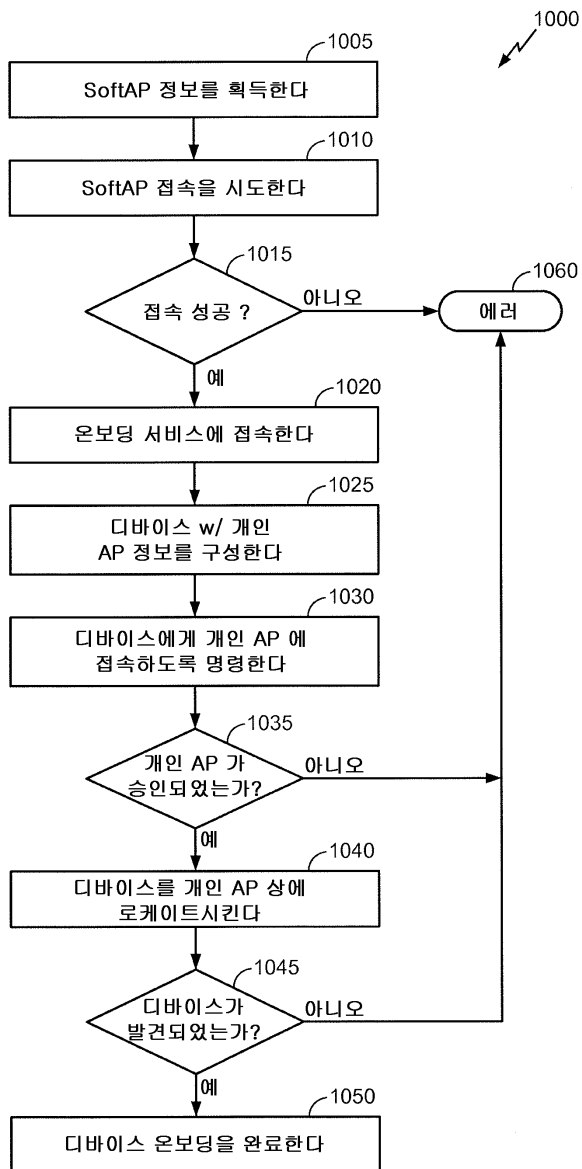 1000
1005
SoftAP 정보를 획득한다
1010
SoftAP 접속을 시도한다
1015
접속 성공 ?
아니오
1060
에러
예
1020
온보딩 서비스에 접속한다
1025
디바이스 w/ 개인
AP 정보를 구성한다
1030
디바이스에게 개인 AP 에
접속하도록 명령한다
1035
개인 AP 가
승인되었는가?
아니오
예
1040
디바이스를 개인 AP 상에
로케이트시킨다
1045
디바이스가
발견되었는가?
아니오
예
1050
디바이스 온보딩을 완료한다